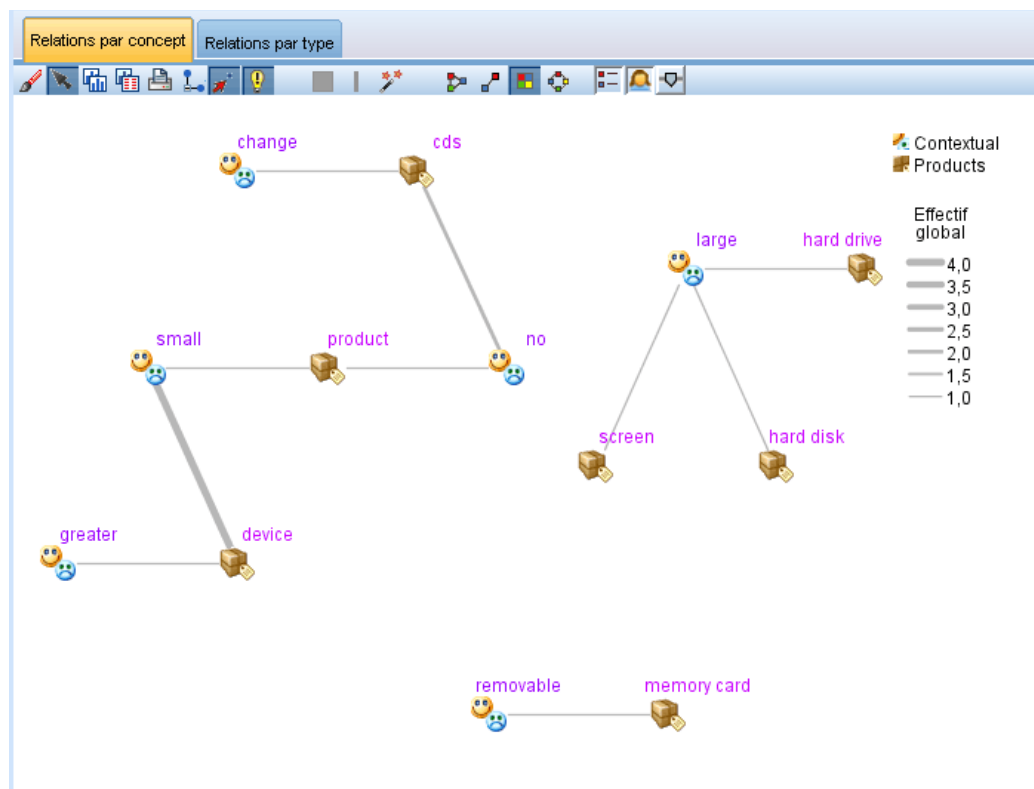 Relations par concept
Relations par type
change
cds
Contextual
Products
Effectif
global
4,0
3,5
3,0
2,5
2,0
1,5
1,0
large
hard drive
small
product
no
screen
hard disk
greater
device
removable
memory card